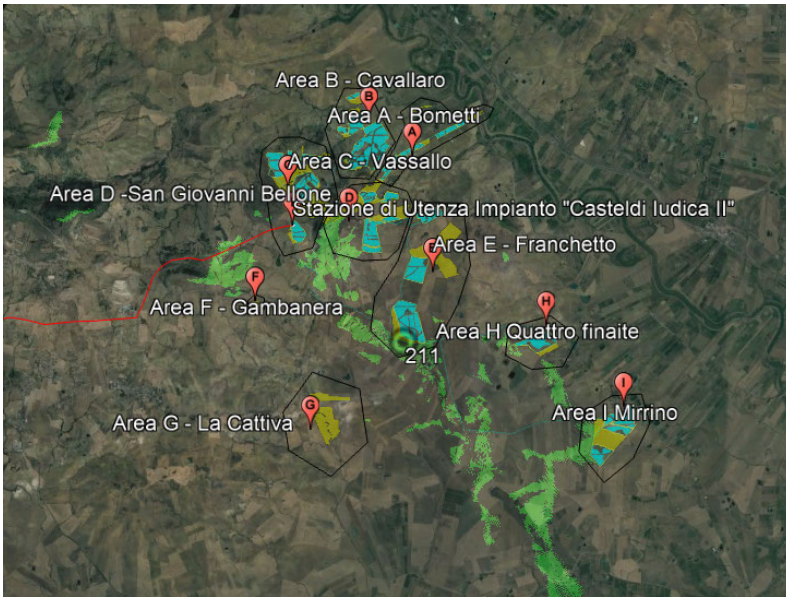 Area B - Cavallaro
B
Area A - Bometti
A
C
Area C - Vassallo
Area D -San Giovanni Bellone
D
Stazione di Utenza Impianto "Casteldi Iudica II"
E
Area E - Franchetto
F
Area F - Gambanera
H
Area H Quattro finaite
211
I
Area I Mirrino
G
Area G - La Cattiva